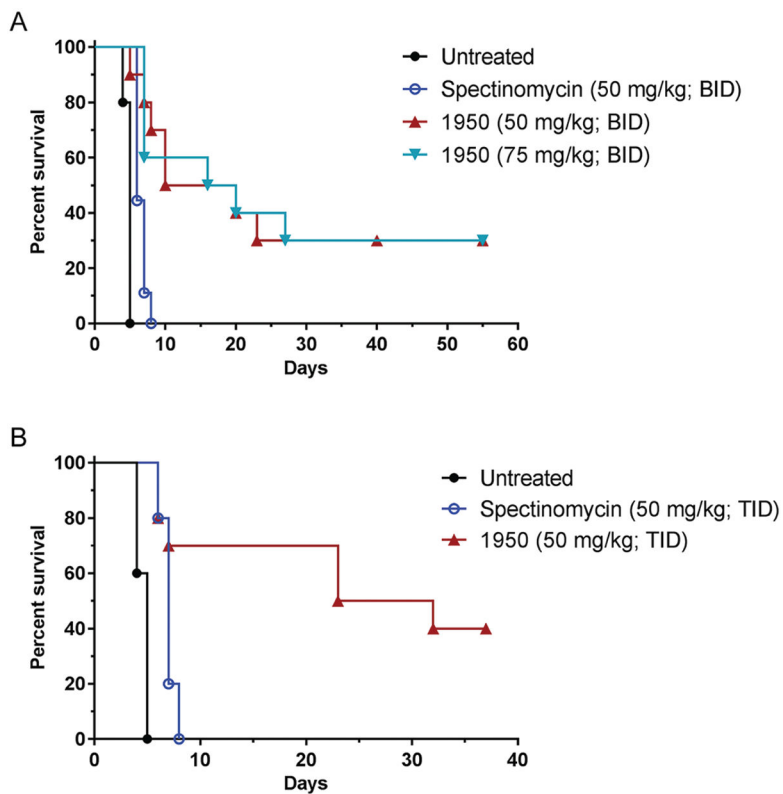 A
Percent survival
100
80
60
40
20
0
0 10 20 30 40 50 60
Days
Untreated
Spectinomycin (50 mg/kg; BID)
1950 (50 mg/kg; BID)
1950 (75 mg/kg; BID)
B
Percent survival
100
80
60
40
20
0
0 10 20 30 40
Days
Untreated
Spectinomycin (50 mg/kg; TID)
1950 (50 mg/kg; TID)